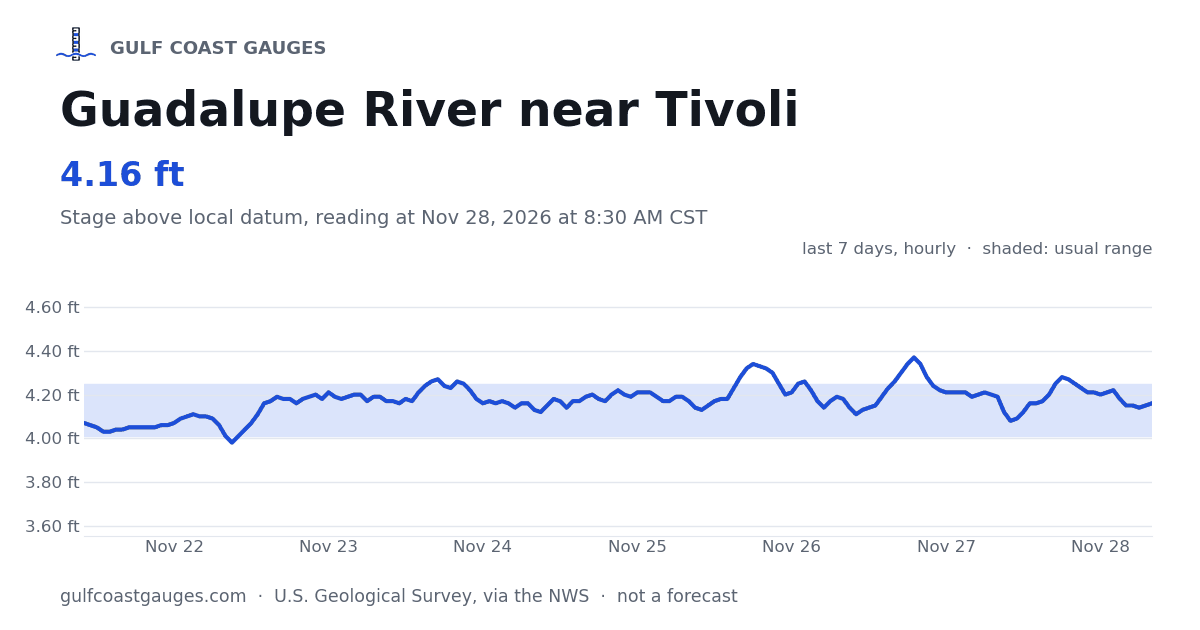 GULF COAST GAUGES
Guadalupe River near Tivoli
4.16 ft
Stage above local datum, reading at Nov 28, 2026 at 8:30 AM CST
last 7 days, hourly · shaded: usual range
4.60 ft
4.40 ft
4.20 ft
4.00 ft
3.80 ft
3.60 ft
Nov 22 Nov 23 Nov 24 Nov 25 Nov 26 Nov 27 Nov 28
gulfcoastgauges.com · U.S. Geological Survey, via the NWS · not a forecast